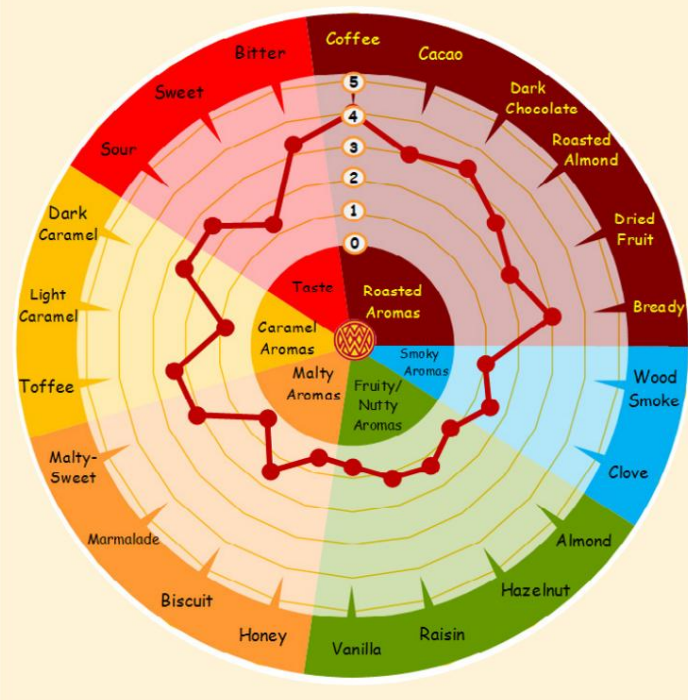 Coffee
Cacao
Dark
Chocolate
Roasted
Almond
Dried
Fruit
Bready
Wood
Smoke
Clove
Almond
Hazelnut
Raisin
Vanilla
Honey
Biscuit
Marmalade
Malty-
Sweet
Toffee
Light
Caramel
Dark
Caramel
Sour
Sweet
Bitter
5
4
3
2
1
0
Taste
Roasted
Aromas
Smoky
Aromas
Fruity/
Nutty
Aromas
Malty
Aromas
Caramel
Aromas